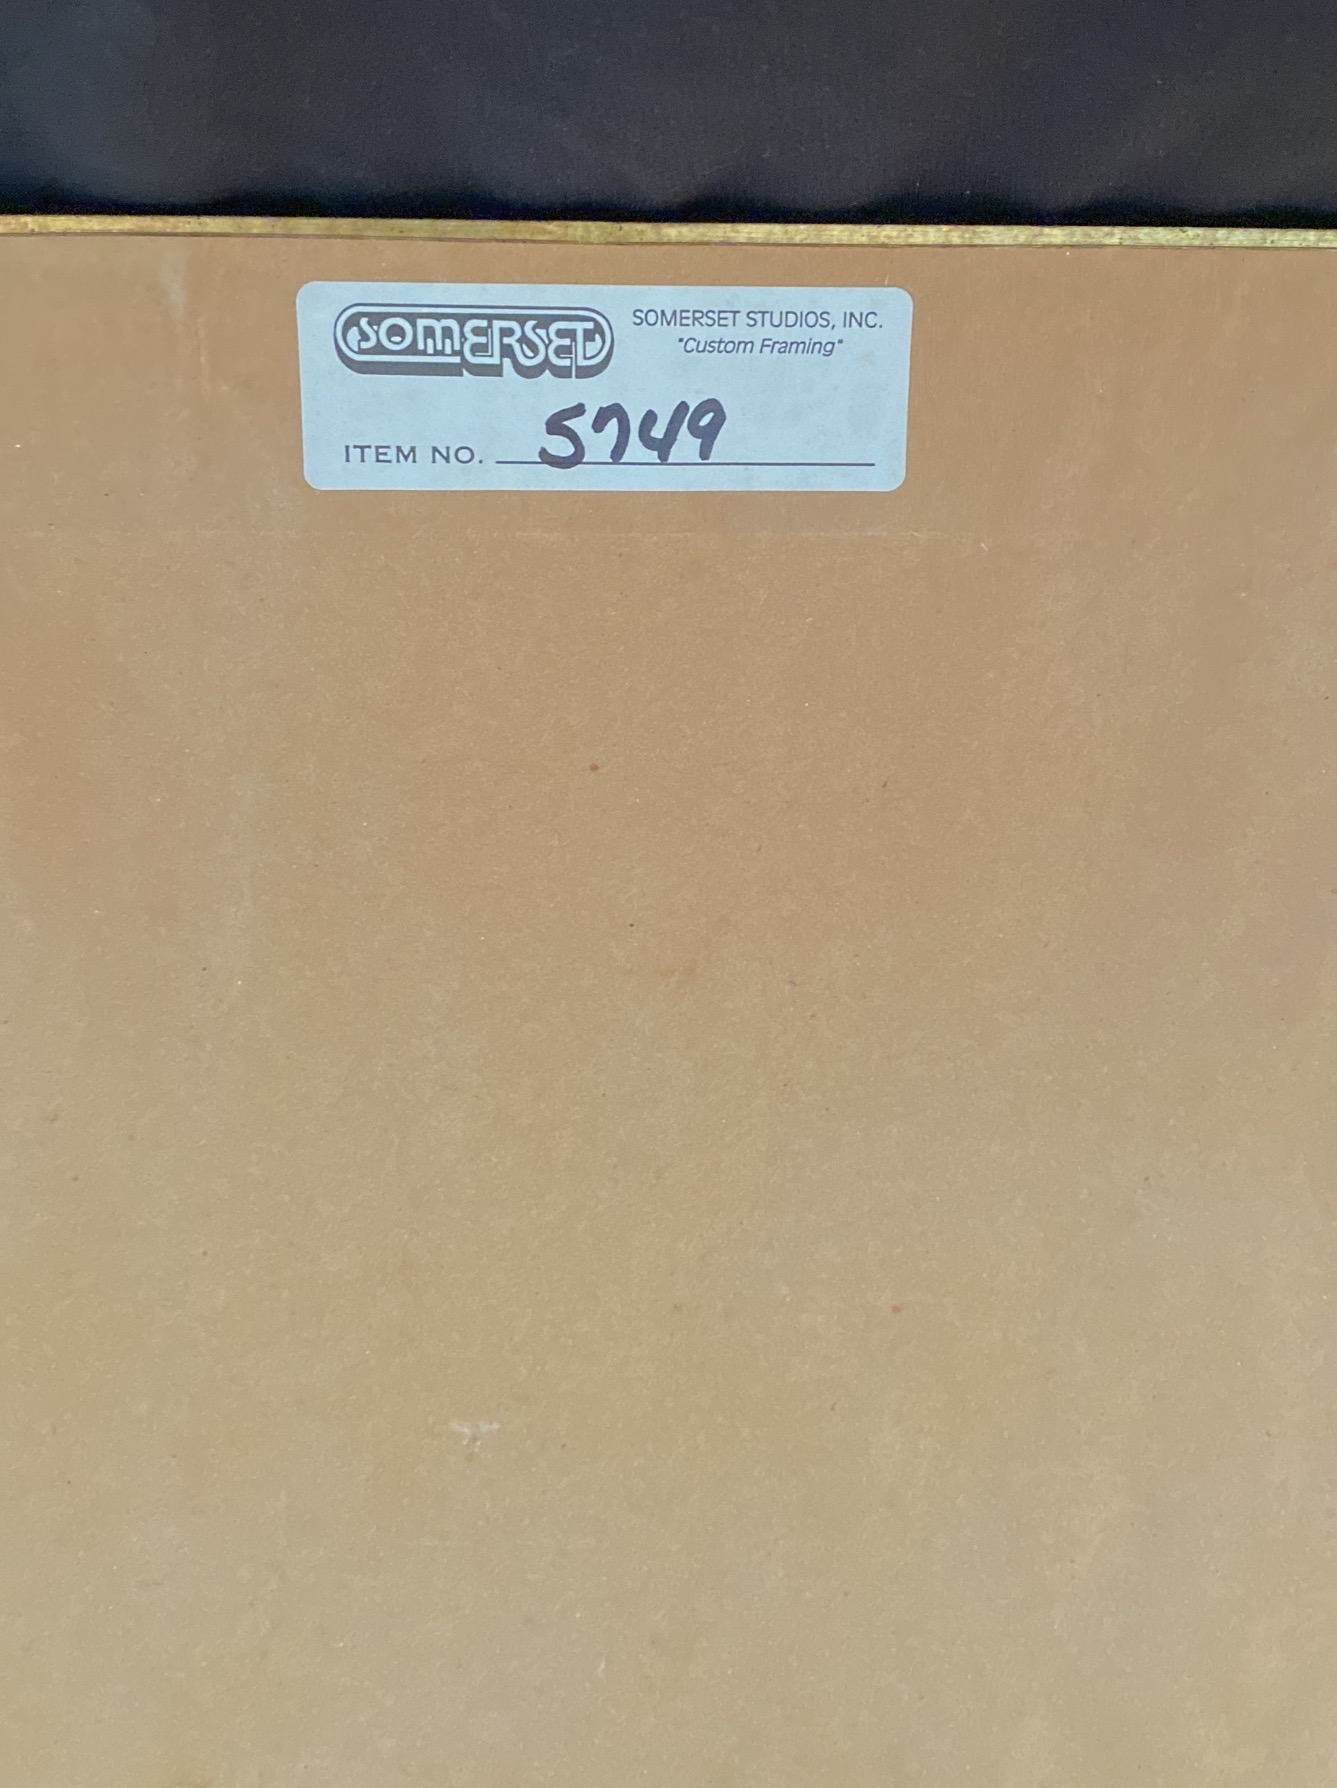 SOMERSET
SOMERSET STUDIOS, INC.
"Custom Framing"
ITEM NO. 5749